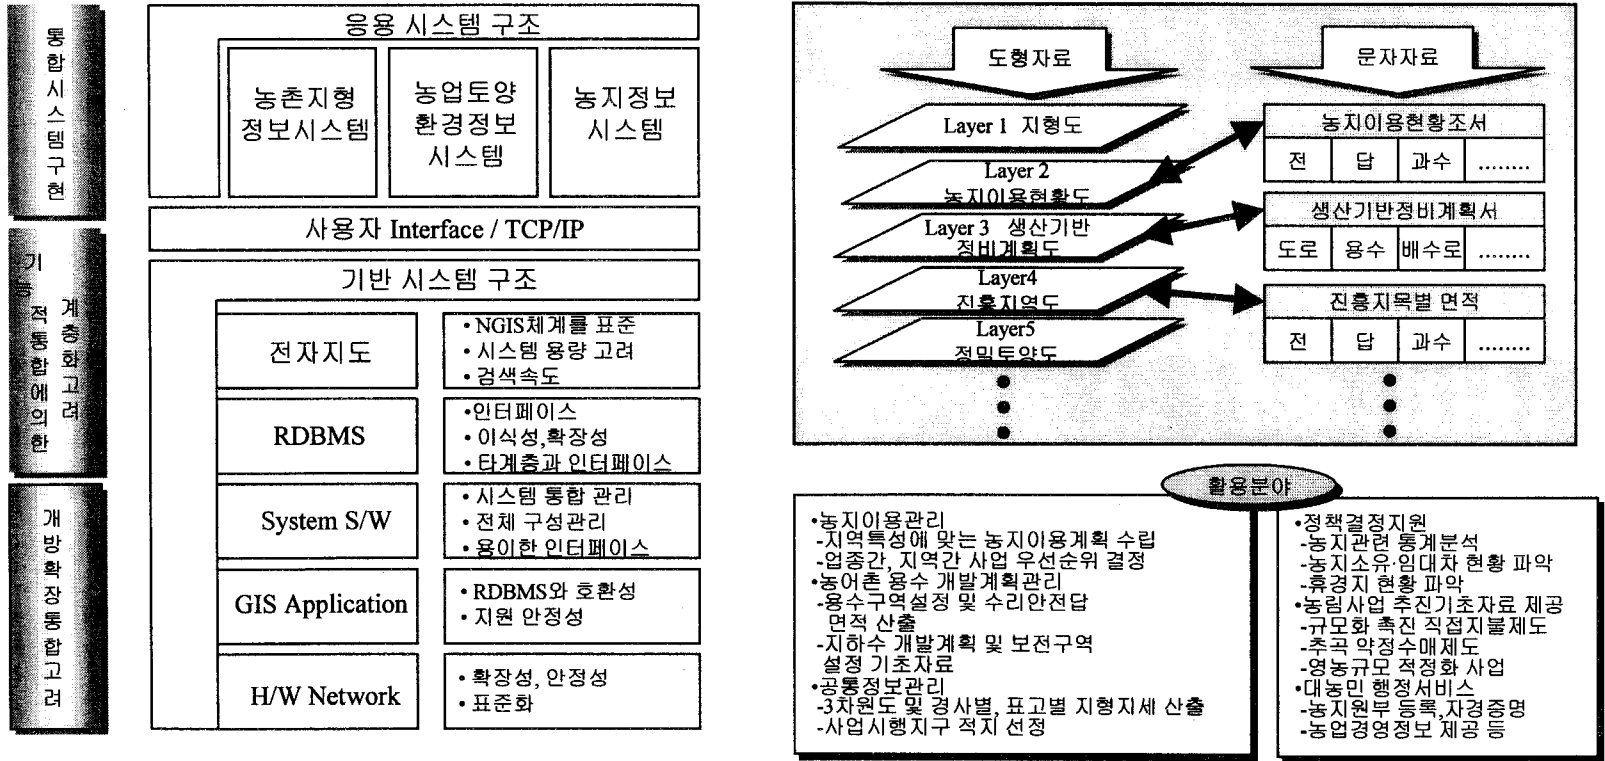 통합시스템구현
기능적통합에의한
계층화고려
개방확장통합고려
응용 시스템 구조
농촌지형
정보시스템
농업토양
환경정보
시스템
농지정보
시스템
사용자 Interface / TCP/IP
기반 시스템 구조
전자지도
• NGIS체계를 표준
• 시스템 용량 고려
• 검색속도
RDBMS
•인터페이스
• 이식성,확장성
• 타계층과 인터페이스
System S/W
• 시스템 통합 관리
• 전체 구성관리
• 용이한 인터페이스
GIS Application
• RDBMS와 호환성
• 지원 안정성
H/W Network
• 확장성, 안정성
• 표준화
도형자료
Layer 1 지형도
Layer 2
농지이용현황도
Layer 3 생산기반
정비계획도
Layer4
진흥지역도
Layer5
정밀토양도
문자자료
농지이용현황조서
전 답 과수 ........
생산기반정비계획서
도로 용수 배수로 ........
진흥지목별 면적
전 답 과수 ........
활용분야
•농지이용관리
-지역특성에 맞는 농지이용계획 수립
-업종간, 지역간 사업 우선순위 결정
•농어촌 용수 개발계획관리
-용수구역설정 및 수리안전답
면적 산출
-지하수 개발계획 및 보전구역
설정 기초자료
•공통정보관리
-3차원도 및 경사별, 표고별 지형지세 산출
-사업시행지구 적지 선정
•정책결정지원
-농지관련 통계분석
-농지소유·임대차 현황 파악
-휴경지 현황 파악
•농림사업 추진기초자료 제공
-규모화 촉진 직접지불제도
-추곡 약정수매제도
-영농규모 적정화 사업
•대농민 행정서비스
-농지원부 등록,자경증명
-농업경영정보 제공 등